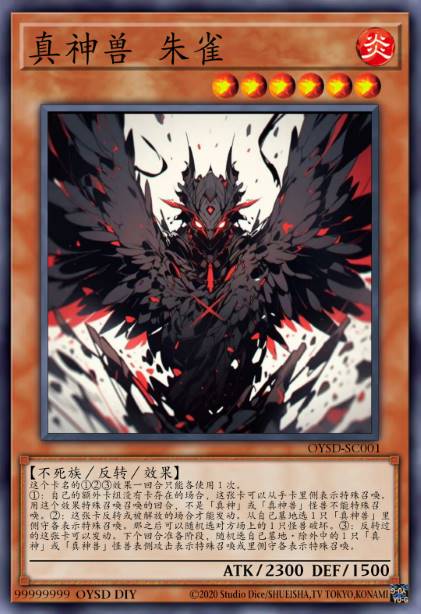 真神兽 朱雀
炎
OYSD-SC001
【不死族/反转/效果】
这个卡名的①②③效果一回合只能各使用1次。
①：自己的额外卡组没有卡存在的场合，这张卡可以从手卡里侧表示特殊召唤。
用这个效果特殊召唤的回合，不是「真神」或「真神兽」怪兽不能特殊召唤。
②：这张卡反转或被解放的场合才能发动。从自己墓地选1只「真神兽」里
侧守备表示特殊召唤。那之后可以随机选对方场上的1只怪兽破坏。③：反转过
的这张卡可以发动。下个回合准备阶段，随机选自己墓地·除外中的1只「真
神」或「真神兽」怪兽表侧攻击表示特殊召唤或里侧守备表示特殊召唤。
ATK/2300 DEF/1500
99999999 OYSD DIY ©2020 Studio Dice/SHUEISHA,TV TOKYO,KONAMI